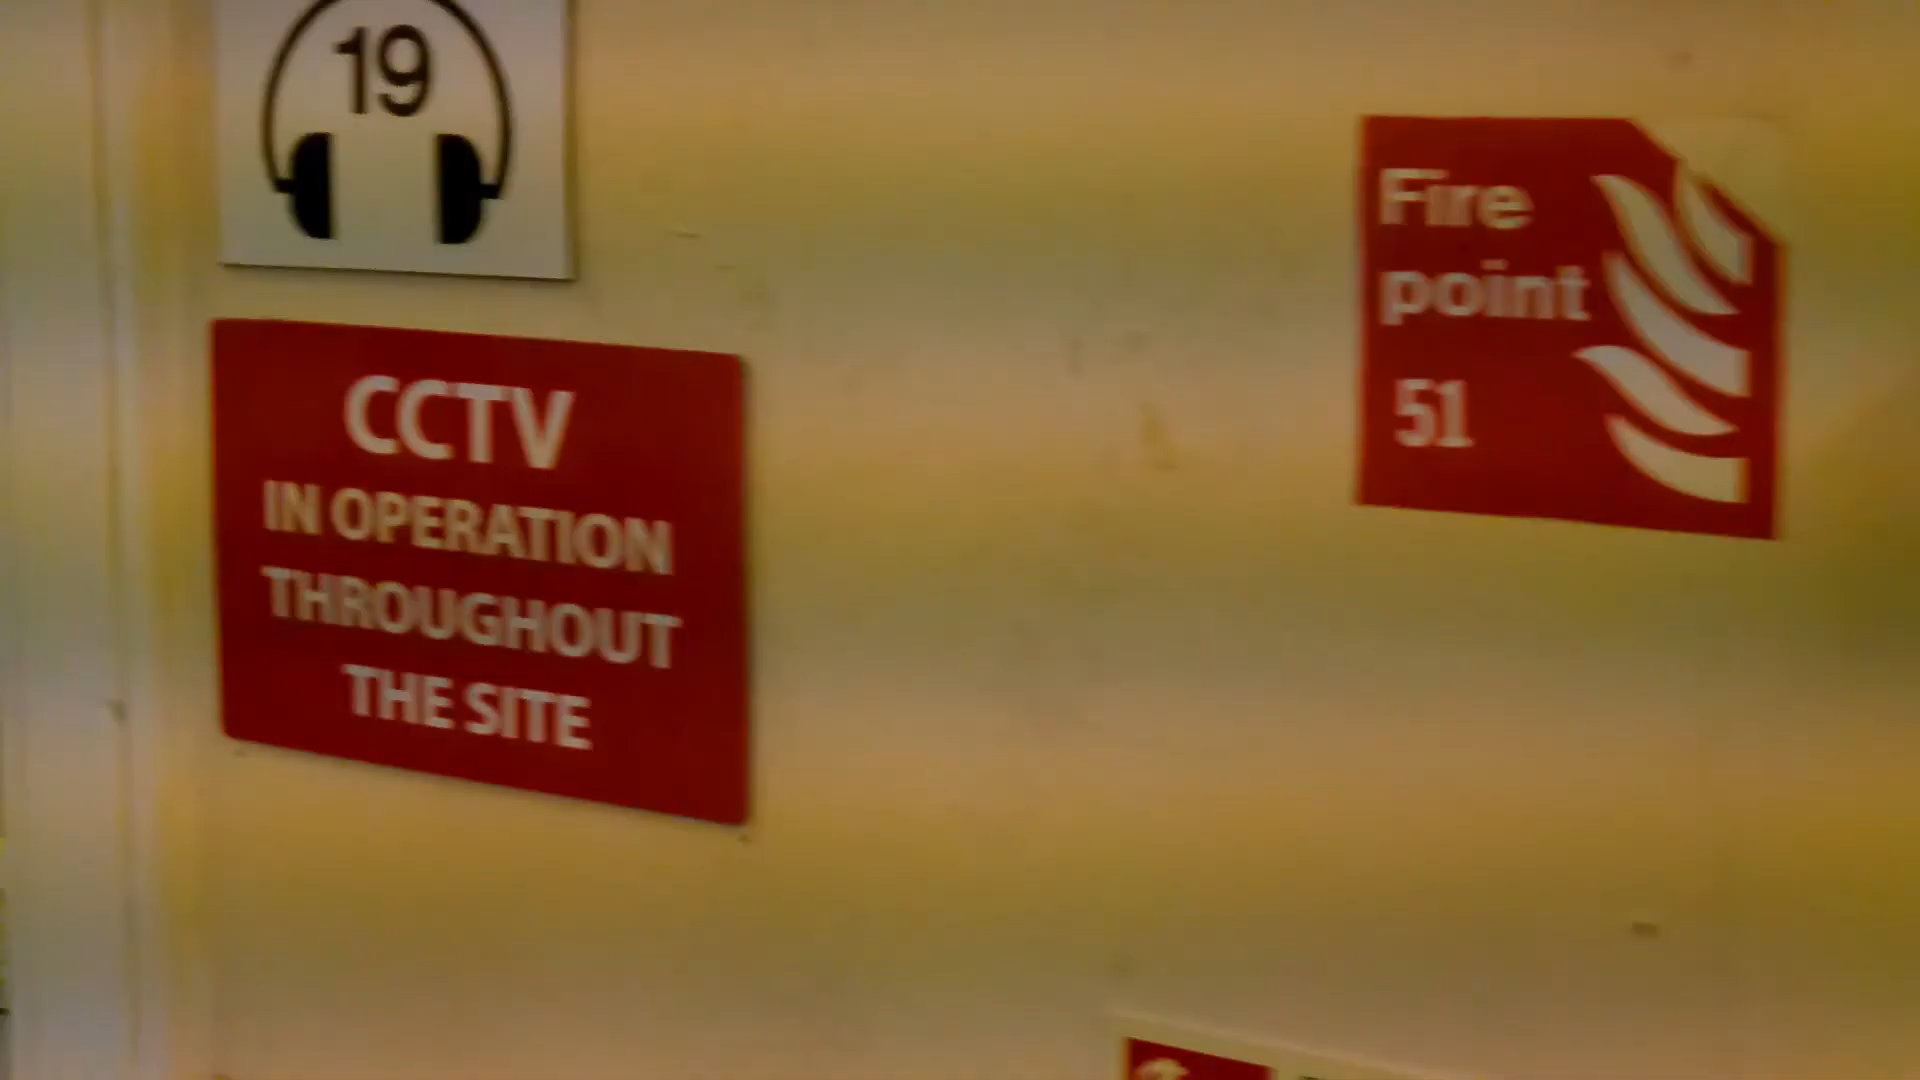 19
CCTV
IN OPERATION
THROUGHOUT
THE SITE
Fire
point
51